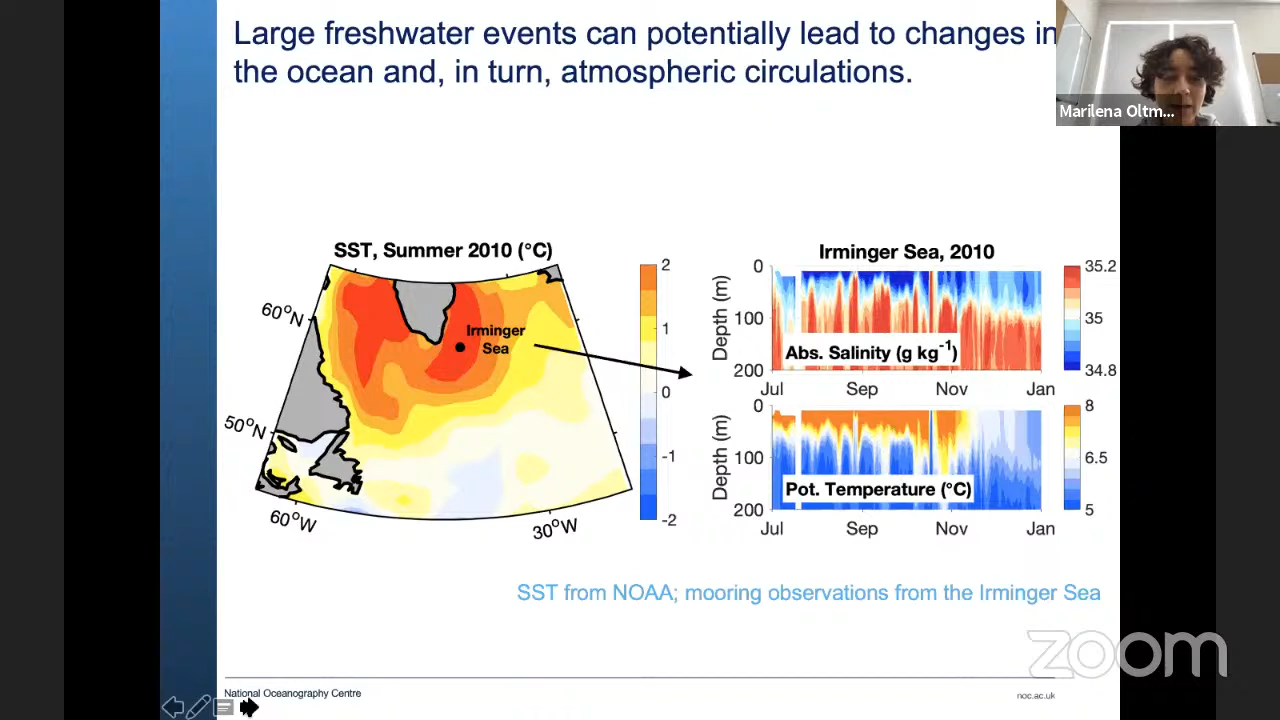 Large freshwater events can potentially lead to changes in
the ocean and, in turn, atmospheric circulations.
Marilena Oltm...
SST, Summer 2010 (°C)
60°N
50°N
60°W
30°W
Irminger
Sea
2
1
0
-1
-2
Irminger Sea, 2010
Depth (m)
0
100
200
Abs. Salinity (g kg⁻¹)
Jul
Sep
Nov
Jan
35.2
35
34.8
Depth (m)
0
100
200
Pot. Temperature (°C)
Jul
Sep
Nov
Jan
8
6.5
5
SST from NOAA; mooring observations from the Irminger Sea
zoom
National Oceanography Centre
noc.ac.uk